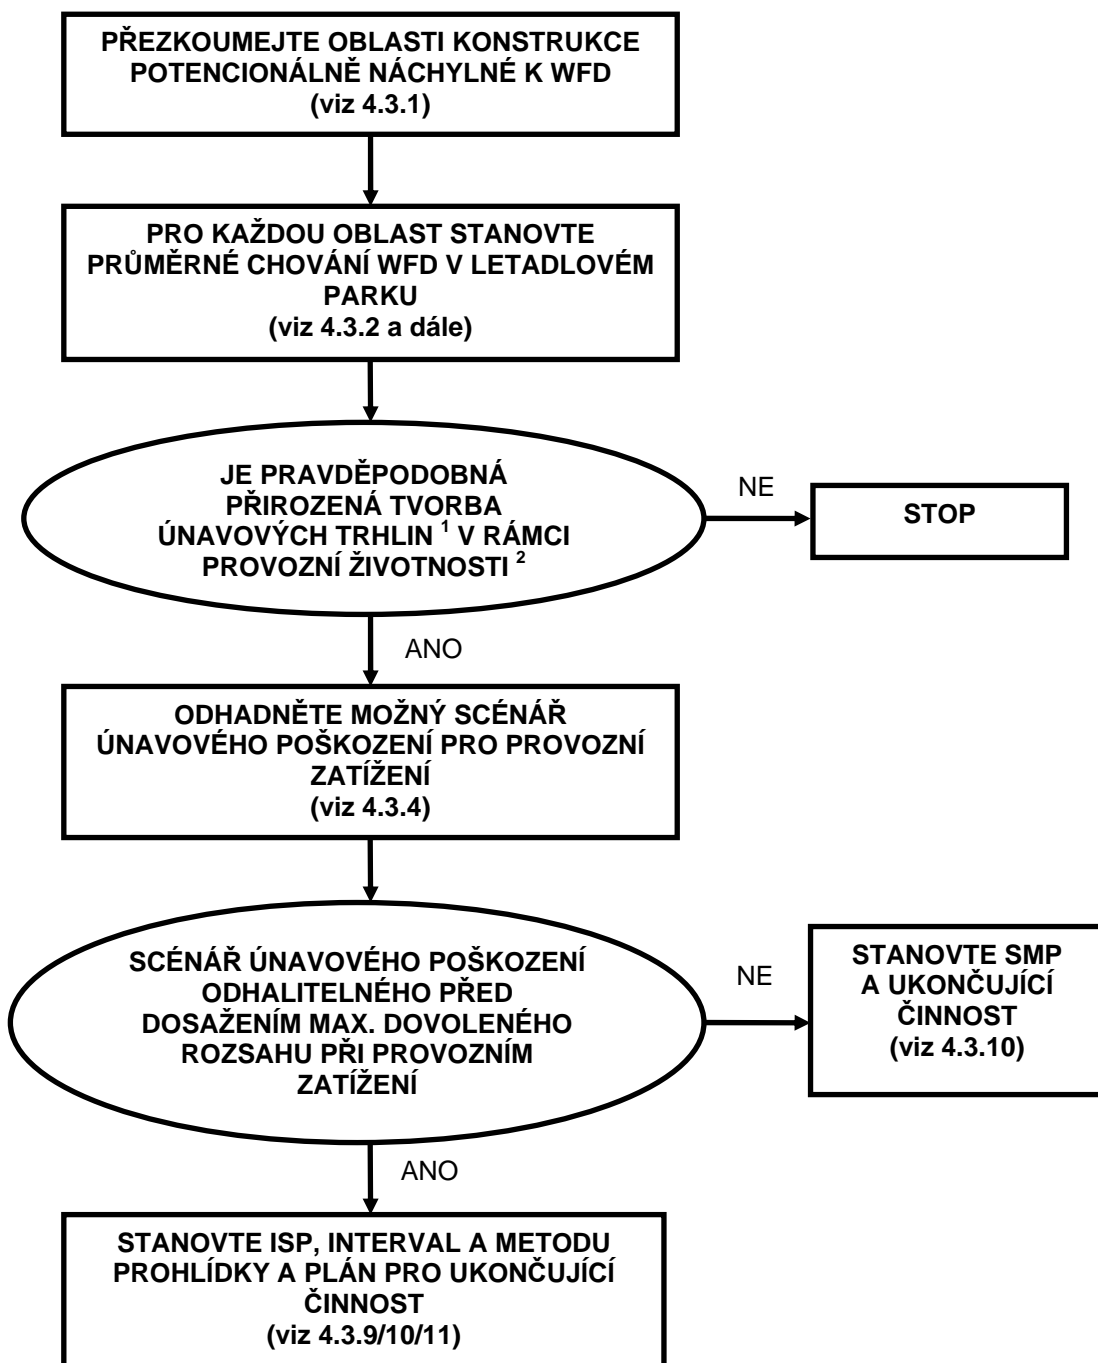 PŘEZKOUMEJTE OBLASTI KONSTRUKCE
POTENCIONÁLNĚ NÁCHYLNÉ K WFD
(viz 4.3.1)
PRO KAŽDOU OBLAST STANOVTE
PRŮMĚRNÉ CHOVÁNÍ WFD V LETADLOVÉM
PARKU
(viz 4.3.2 a dále)
JE PRAVDĚPODOBNÁ
PŘIROZENÁ TVORBA
ÚNAVOVÝCH TRHLIN ¹ V RÁMCI
PROVOZNÍ ŽIVOTNOSTI ²
NE
STOP
ANO
ODHADNĚTE MOŽNÝ SCÉNÁŘ
ÚNAVOVÉHO POŠKOZENÍ PRO PROVOZNÍ
ZATÍŽENÍ
(viz 4.3.4)
SCÉNÁŘ ÚNAVOVÉHO POŠKOZENÍ
ODHALITELNÉHO PŘED
DOSAŽENÍM MAX. DOVOLENÉHO
ROZSAHU PŘI PROVOZNÍM
ZATÍŽENÍ
NE
STANOVTE SMP
A UKONČUJÍCÍ
ČINNOST
(viz 4.3.10)
ANO
STANOVTE ISP, INTERVAL A METODU
PROHLÍDKY A PLÁN PRO UKONČUJÍCÍ
ČINNOST
(viz 4.3.9/10/11)